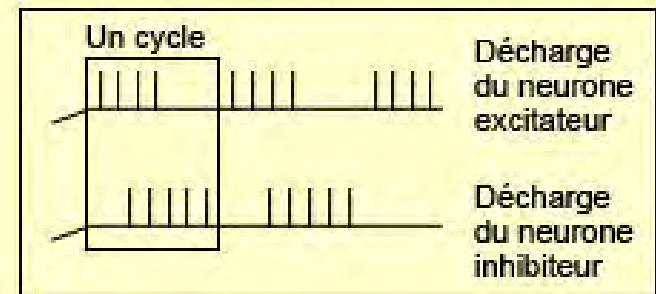 Un cycle
Décharge
du neurone
excitateur
Décharge
du neurone
inhibiteur